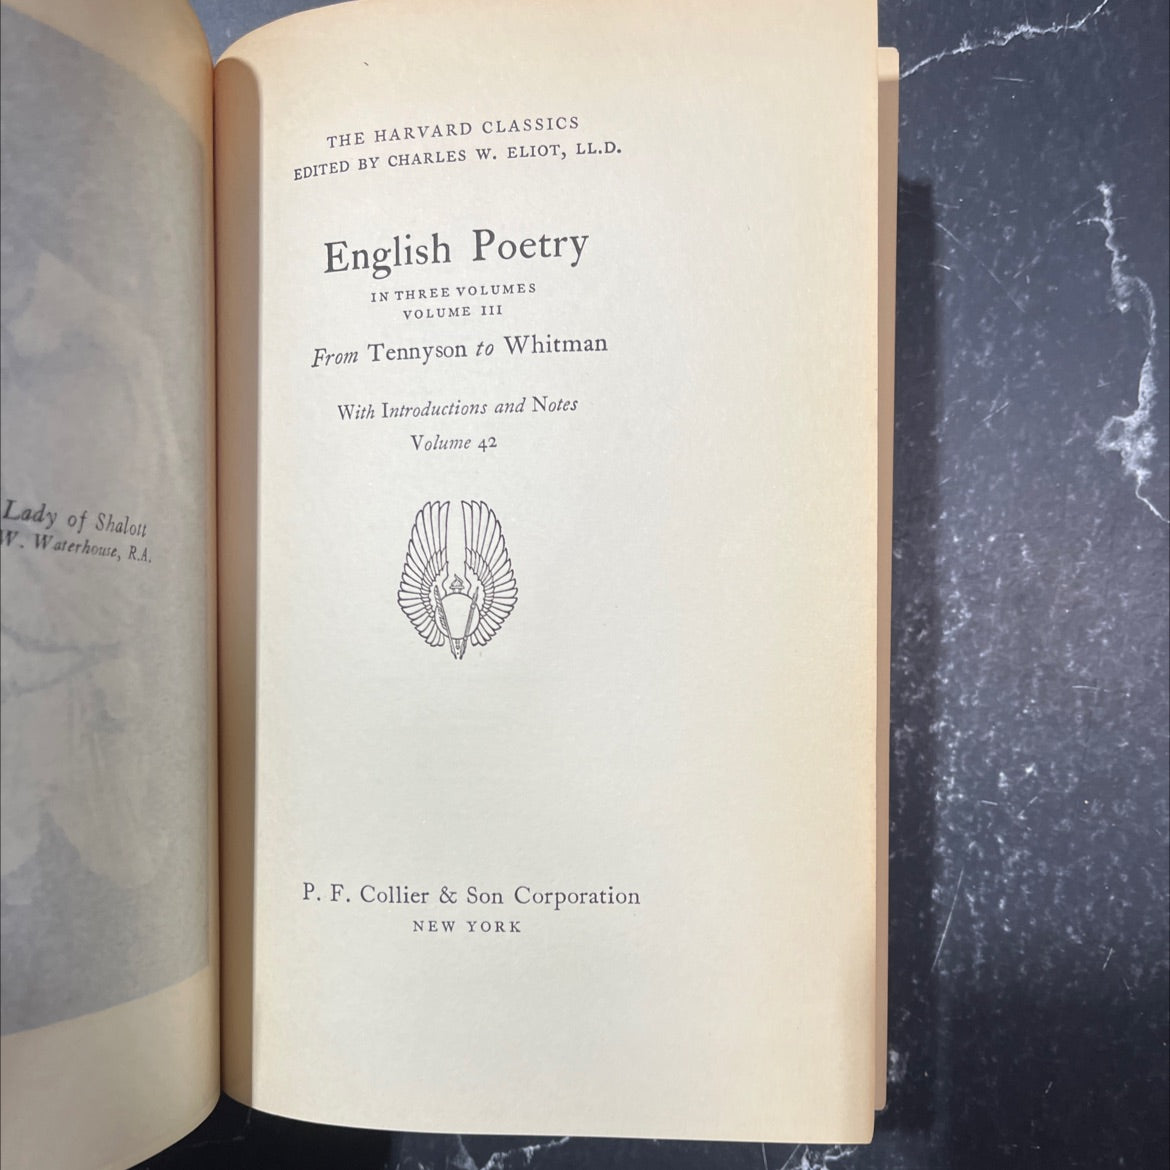 Lady of Shalott
W. Waterhouse, R.A.
THE HARVARD CLASSICS
EDITED BY CHARLES W. ELIOT, LL.D.
English Poetry
IN THREE VOLUMES
VOLUME III
From Tennyson to Whitman
With Introductions and Notes
Volume 42
P. F. Collier & Son Corporation
NEW YORK